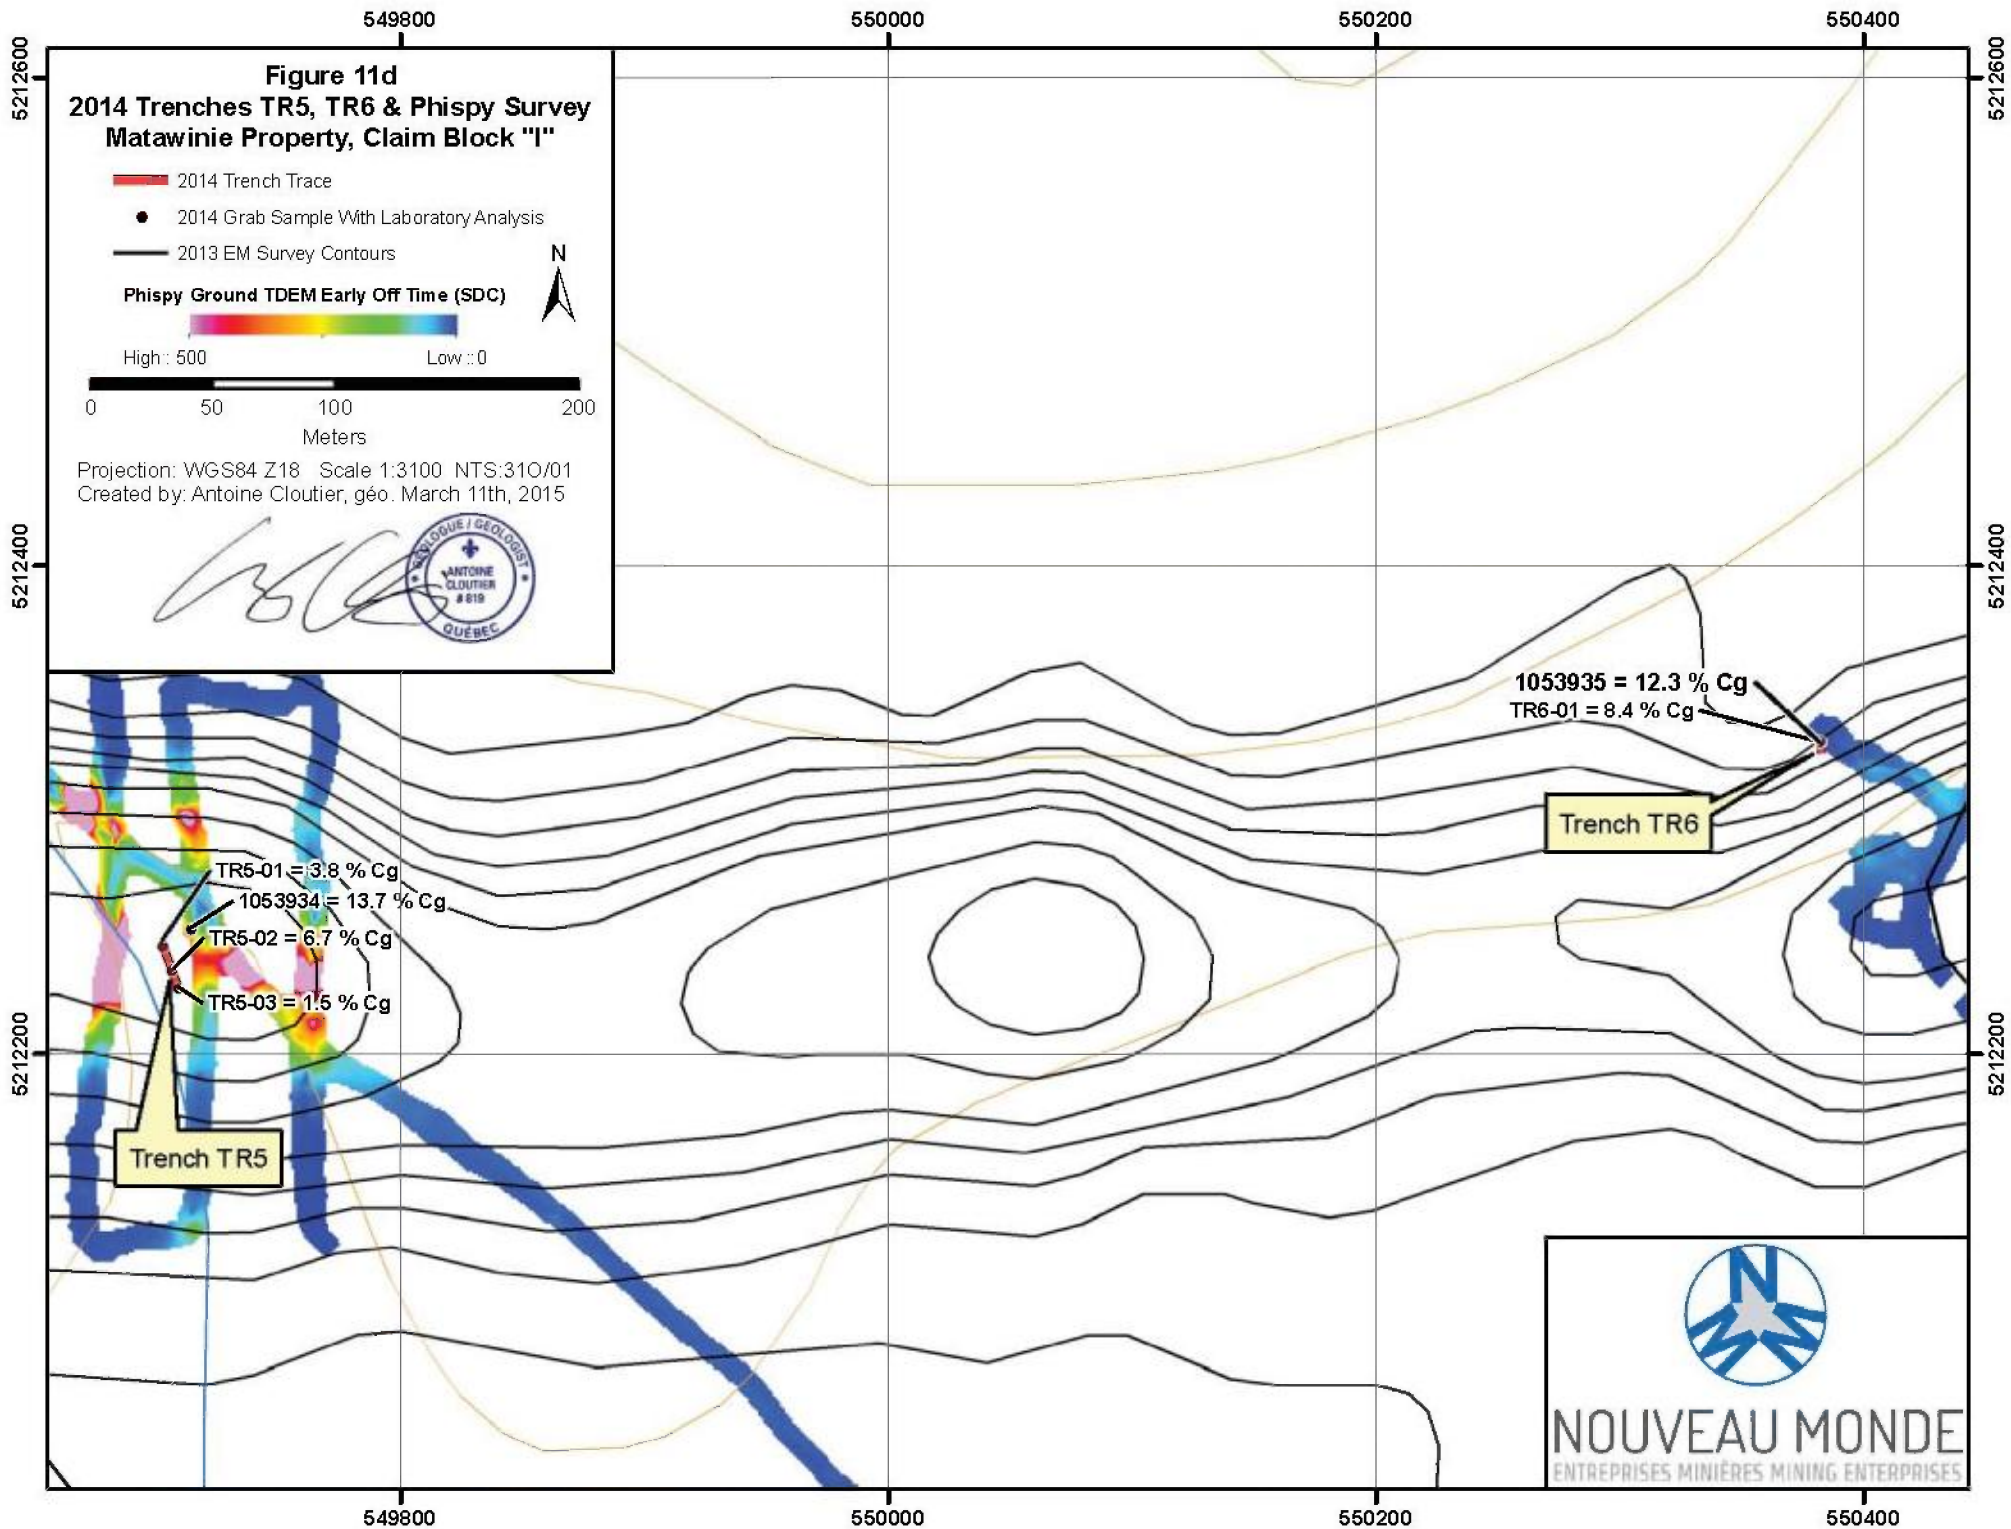 549800 550000 550200 550400
5212600 5212600
Figure 11d
2014 Trenches TR5, TR6 & Phispy Survey
Matawinie Property, Claim Block "I"
2014 Trench Trace
2014 Grab Sample With Laboratory Analysis
2013 EM Survey Contours
N
Phispy Ground TDEM Early Off Time (SDC)
High : 500 Low : 0
0 50 100 200
Meters
Projection: WGS84 Z18 Scale 1:3100 NTS:31O/01
Created by: Antoine Cloutier, géo. March 11th, 2015
GÉOLOGUE / GEOLOGIST
ANTOINE
CLOUTIER
# 819
QUÉBEC
5212400 5212400
1053935 = 12.3 % Cg
TR6-01 = 8.4 % Cg
Trench TR6
TR5-01 = 3.8 % Cg
1053934 = 13.7 % Cg
TR5-02 = 6.7 % Cg
TR5-03 = 1.5 % Cg
5212200 5212200
Trench TR5
NOUVEAU MONDE
ENTREPRISES MINIÈRES MINING ENTERPRISES
549800 550000 550200 550400